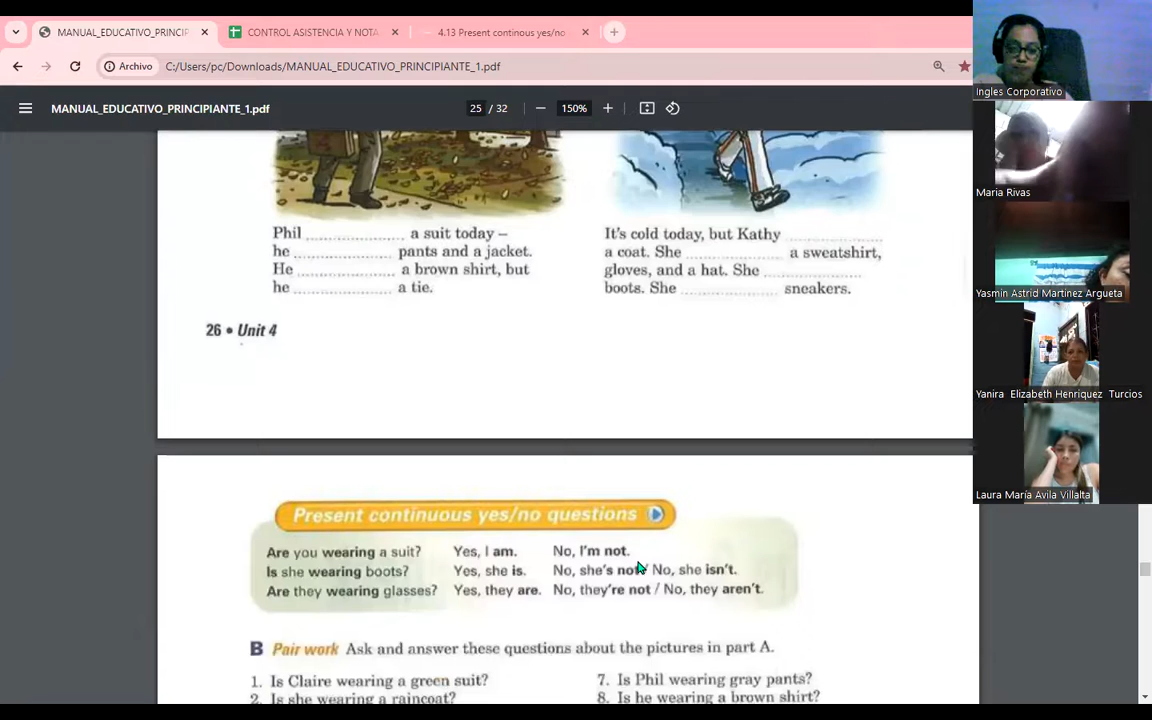 MANUAL_EDUCATIVO_PRINCIP
CONTROL ASISTENCIA Y NOTA
4.13 Present continous yes/no
Archivo
C:/Users/pc/Downloads/MANUAL_EDUCATIVO_PRINCIPIANTE_1.pdf
MANUAL_EDUCATIVO_PRINCIPIANTE_1.pdf
25 / 32
150%
Phil .............. a suit today –
he .............. pants and a jacket.
He .............. a brown shirt, but
he .............. a tie.
It's cold today, but Kathy ..............
a coat. She .............. a sweatshirt,
gloves, and a hat. She ..............
boots. She .............. sneakers.
26 • Unit 4
Present continuous yes/no questions
Are you wearing a suit? Yes, I am. No, I'm not.
Is she wearing boots? Yes, she is. No, she's not / No, she isn't.
Are they wearing glasses? Yes, they are. No, they're not / No, they aren't.
B Pair work Ask and answer these questions about the pictures in part A.
1. Is Claire wearing a green suit?
2. Is she wearing a raincoat?
7. Is Phil wearing gray pants?
8. Is he wearing a brown shirt?
Ingles Corporativo
Maria Rivas
Yasmin Astrid Martinez Argueta
Yanira Elizabeth Henriquez Turcios
Laura María Avila Villalta